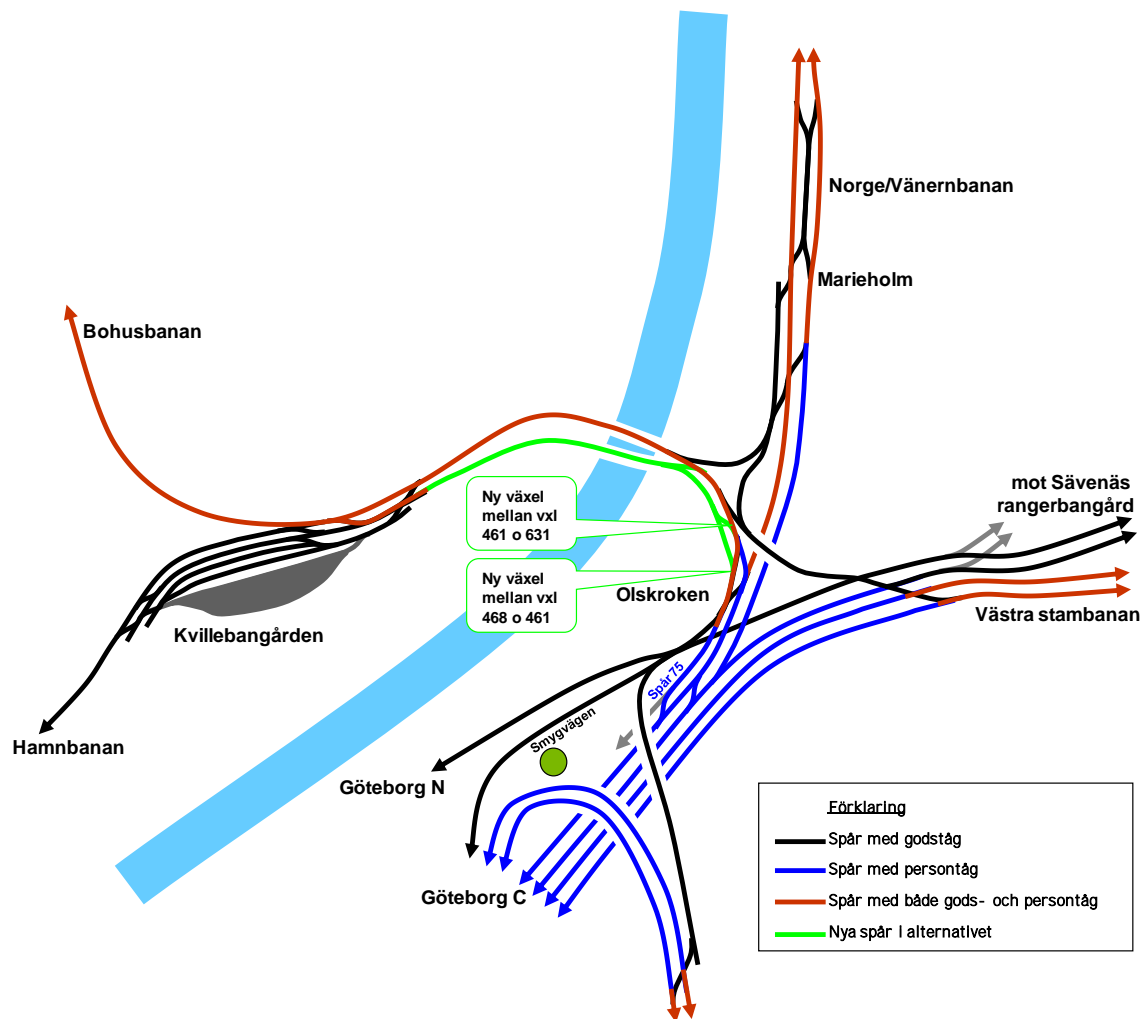 Norge/Vänernbanan
Marieholm
Bohusbanan
mot Sävenäs
rangerbangård
Ny växel
mellan vxl
461 o 631
Ny växel
mellan vxl
468 o 461
Olskroken
Västra stambanan
Kvillebangården
Spår 75
Smygvägen
Hamnbanan
Göteborg N
Göteborg C
Förklaring
Spår med godståg
Spår med persontåg
Spår med både gods- och persontåg
Nya spår i alternativet